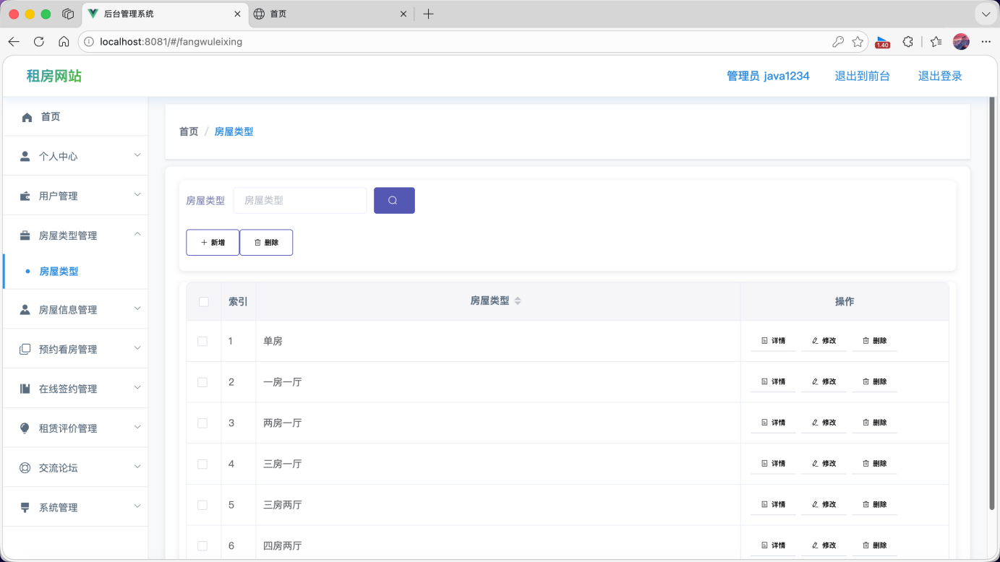 后台管理系统
首页
localhost:8081/#/fangwuleixing
1.40
租房网站
管理员 java1234
退出到前台
退出登录
首页
个人中心
用户管理
房屋类型管理
房屋类型
房屋信息管理
预约看房管理
在线签约管理
租赁评价管理
交流论坛
系统管理
首页 / 房屋类型
房屋类型 房屋类型
新增 删除
索引 房屋类型 操作
1 单房 详情 修改 删除
2 一房一厅 详情 修改 删除
3 两房一厅 详情 修改 删除
4 三房一厅 详情 修改 删除
5 三房两厅 详情 修改 删除
6 四房两厅 详情 修改 删除